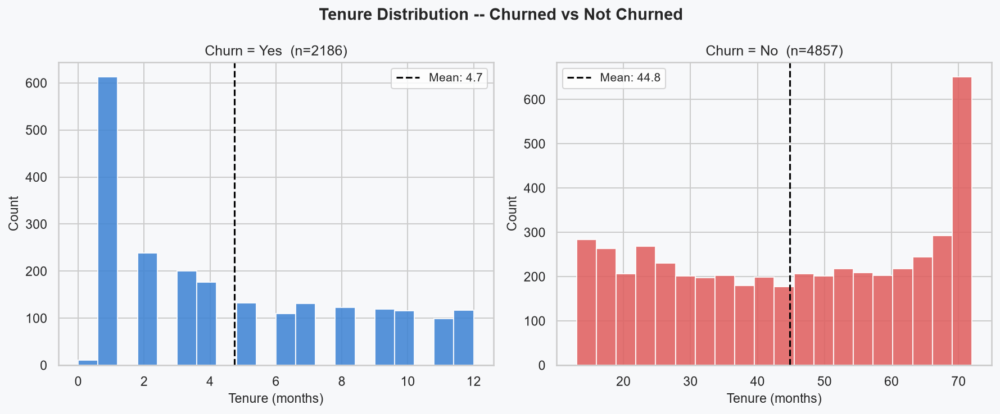 Tenure Distribution -- Churned vs Not Churned
Churn = Yes (n=2186)
Mean: 4.7
600
500
400
300
200
100
0
Count
0 2 4 6 8 10 12
Tenure (months)
Churn = No (n=4857)
Mean: 44.8
600
500
400
300
200
100
0
Count
20 30 40 50 60 70
Tenure (months)